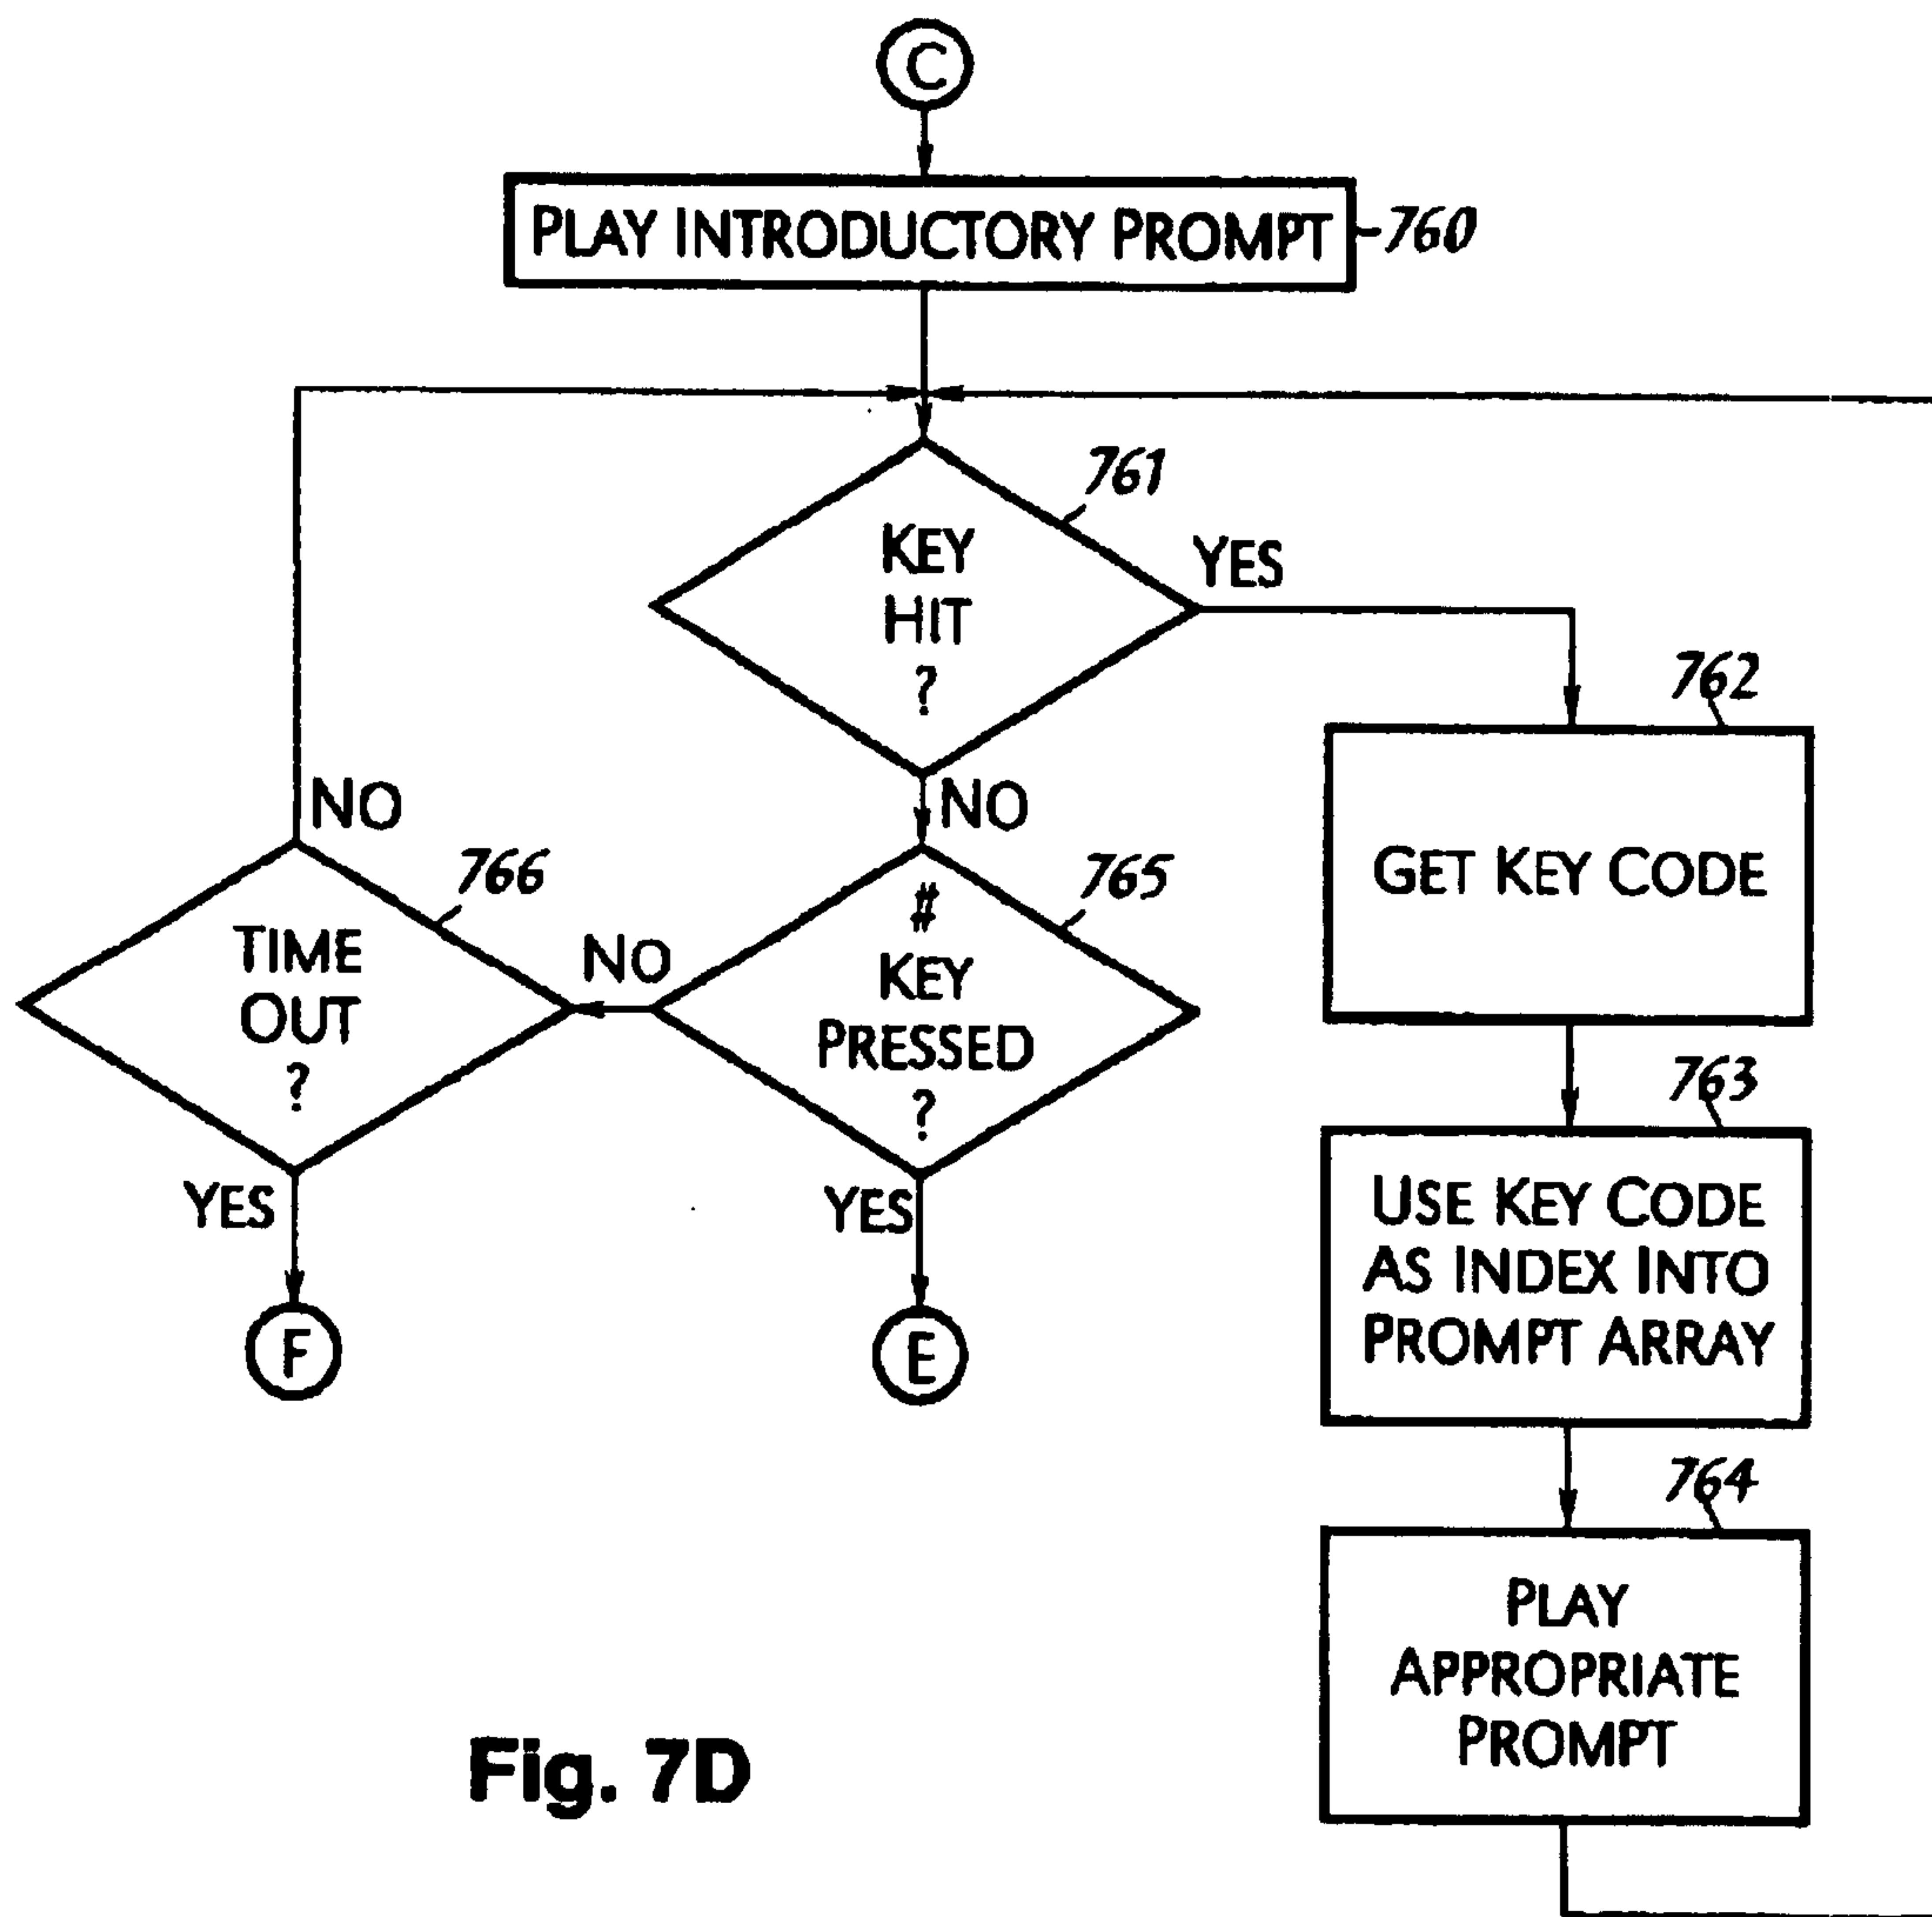 C
PLAY INTRODUCTORY PROMPT
760
761
KEY
HIT
?
YES
NO
762
GET KEY CODE
763
USE KEY CODE
AS INDEX INTO
PROMPT ARRAY
764
PLAY
APPROPRIATE
PROMPT
765
#
KEY
PRESSED
?
NO
YES
E
766
TIME
OUT
?
NO
YES
F
Fig. 7D